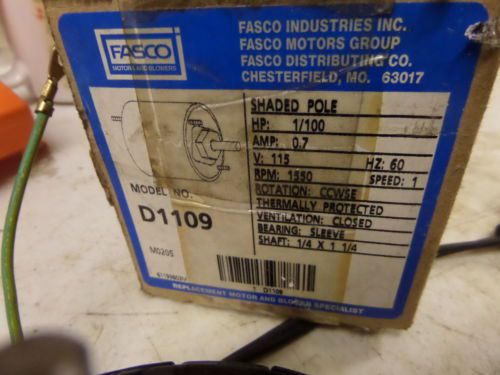 FASCO
MOTORS AND BLOWERS
FASCO INDUSTRIES INC.
FASCO MOTORS GROUP
FASCO DISTRIBUTING CO.
CHESTERFIELD, MO. 63017
SHADED POLE
HP: 1/100
AMP: 0.7
V: 115 HZ: 60
RPM: 1550 SPEED: 1
ROTATION: CCWSE
THERMALLY PROTECTED
VENTILATION: CLOSED
BEARING: SLEEVE
SHAFT: 1/4 X 1 1/4
MODEL NO.
D1109
M0205
1 D1109
REPLACEMENT MOTOR AND BLOWER SPECIALIST